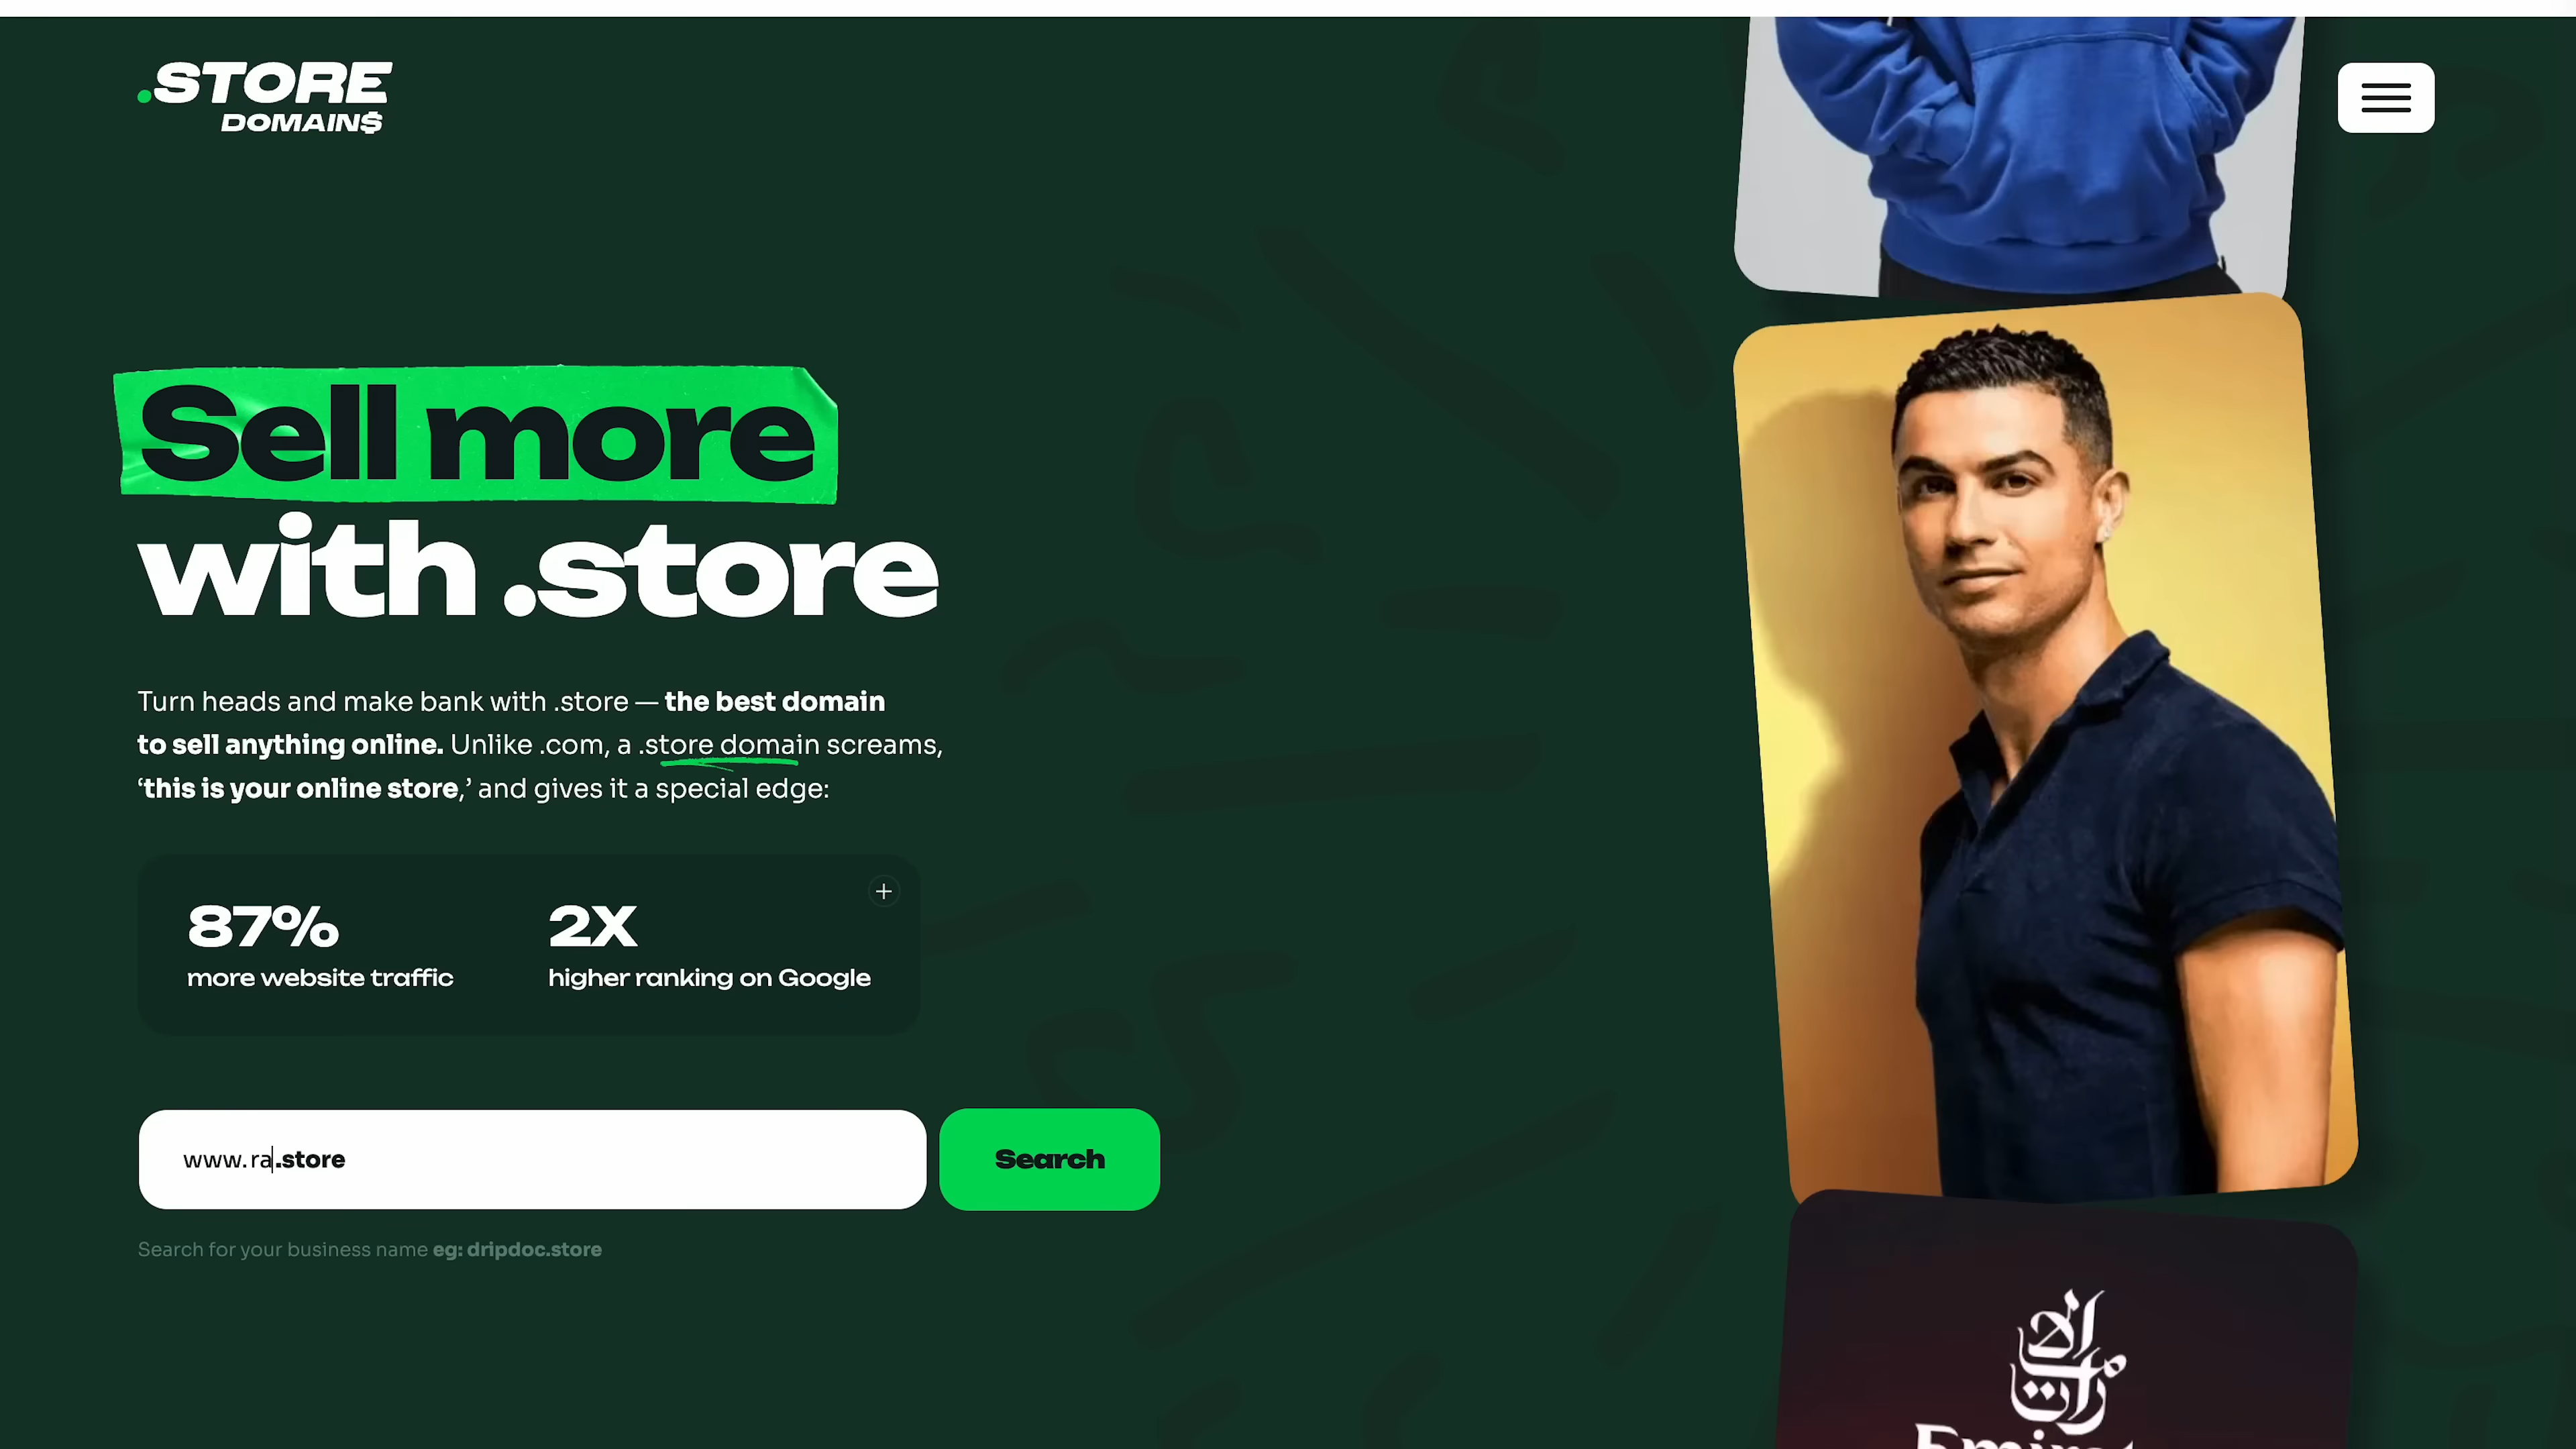 .STORE
DOMAIN$
Sell more
with .store
Turn heads and make bank with .store — the best domain
to sell anything online. Unlike .com, a .store domain screams,
‘this is your online store,’ and gives it a special edge:
87%
more website traffic
2X
higher ranking on Google
www.ra.store
Search
Search for your business name eg: dripdoc.store